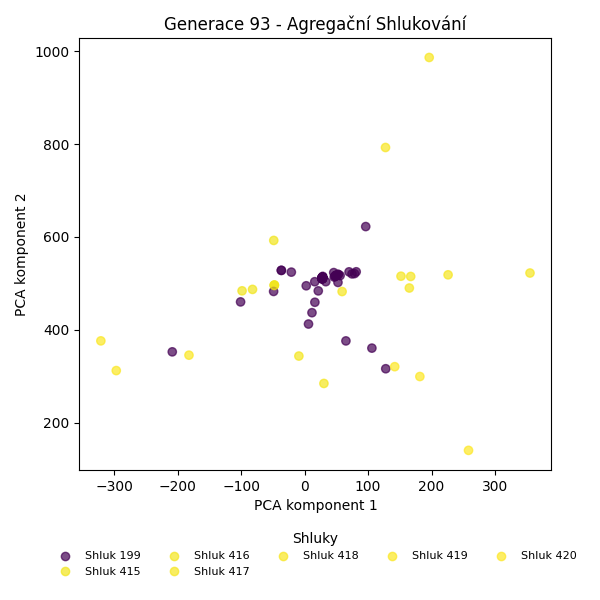 Generace 93 - Agregační Shlukování
1000
800
600
400
200
PCA komponent 2
−300 −200 −100 0 100 200 300
PCA komponent 1
Shluky
Shluk 199 Shluk 416 Shluk 418 Shluk 419 Shluk 420
Shluk 415 Shluk 417